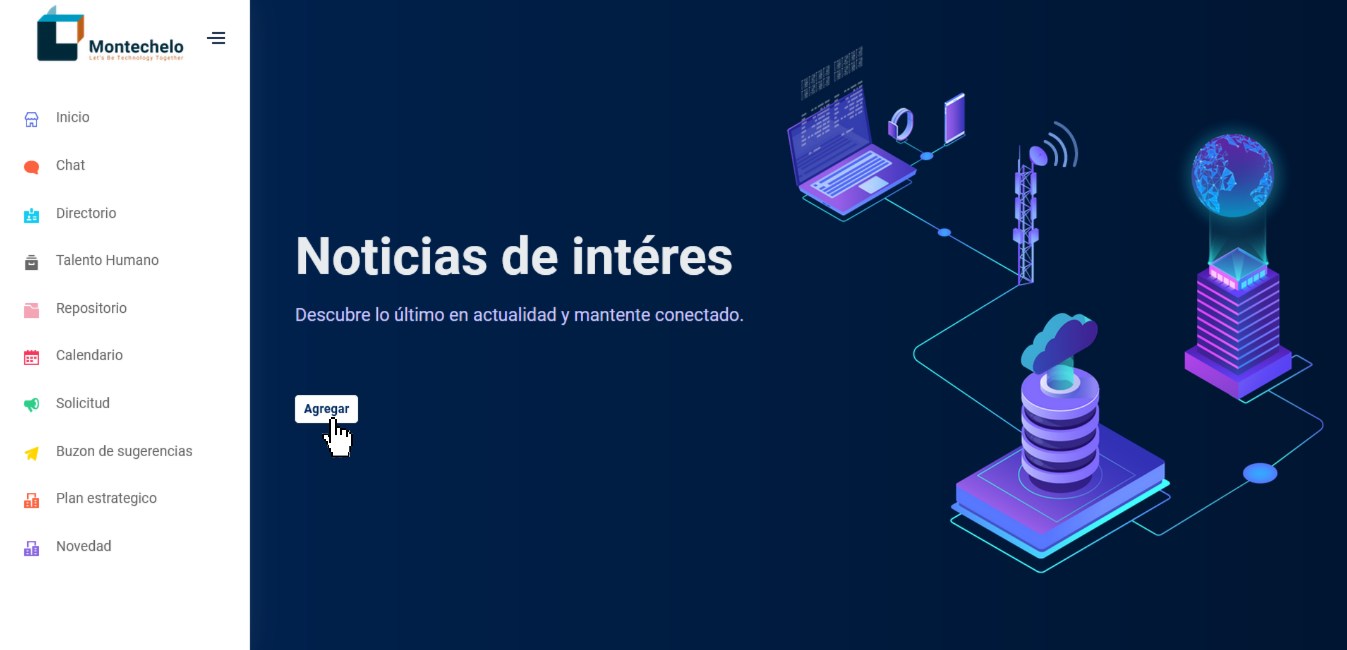 Montechelo
Let's Be Technology Together
Inicio
Chat
Directorio
Talento Humano
Repositorio
Calendario
Solicitud
Buzon de sugerencias
Plan estrategico
Novedad
Noticias de intéres
Descubre lo último en actualidad y mantente conectado.
Agregar